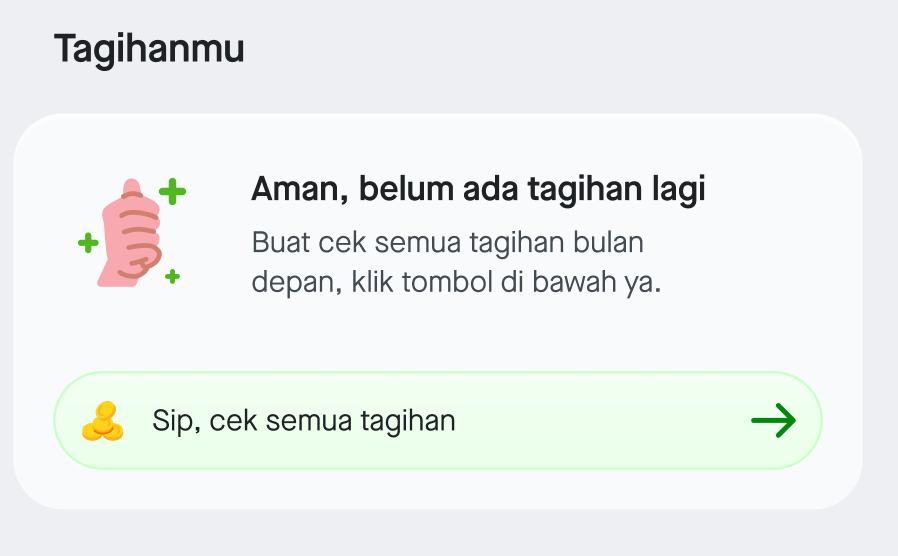 Tagihanmu
Aman, belum ada tagihan lagi
Buat cek semua tagihan bulan
depan, klik tombol di bawah ya.
Sip, cek semua tagihan